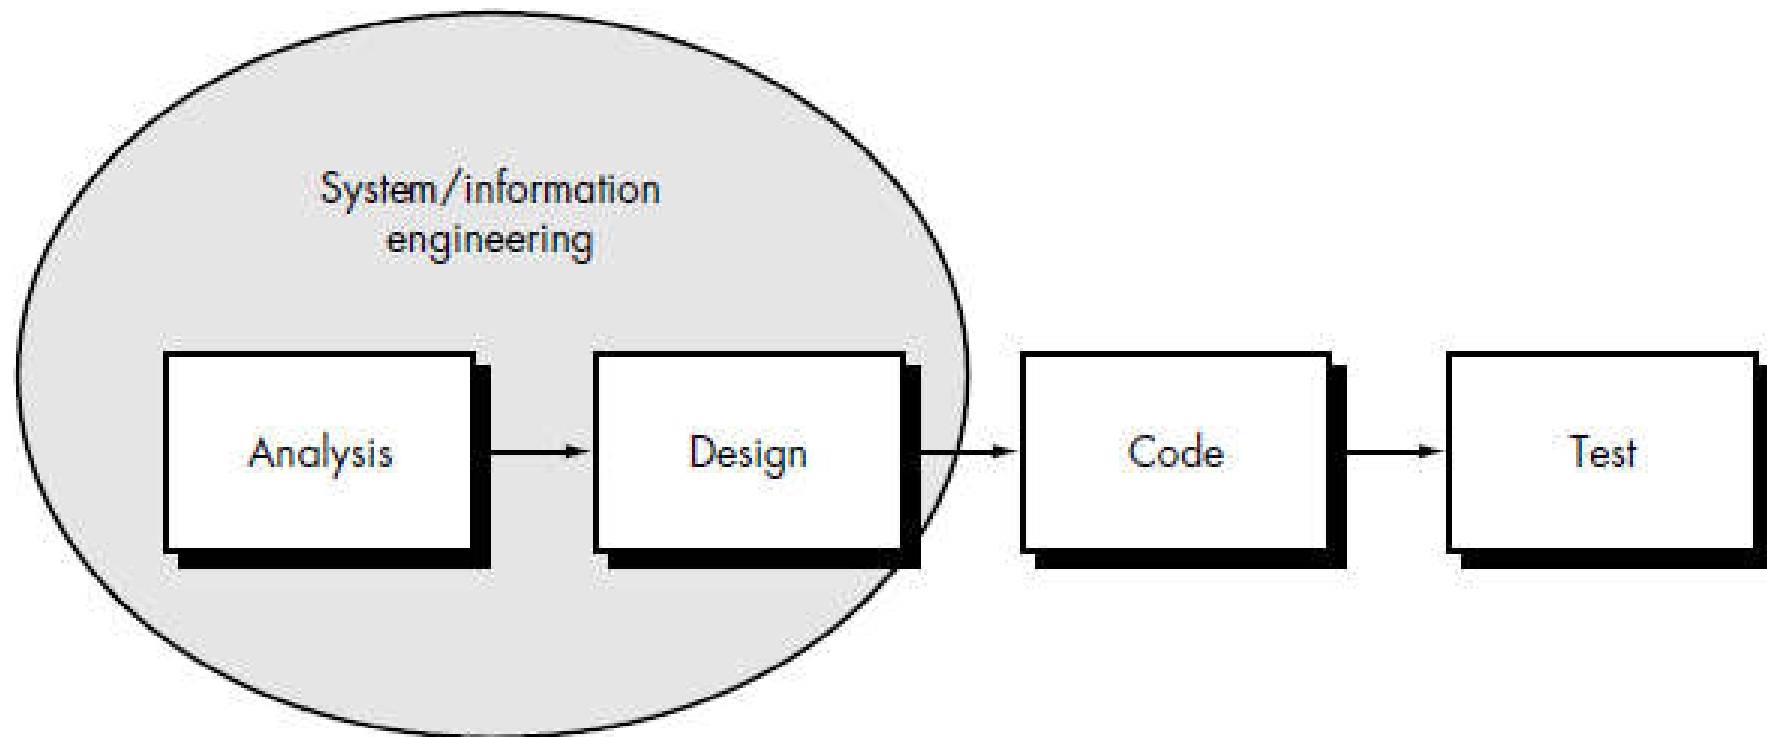 System/information
engineering
Analysis
Design
Code
Test